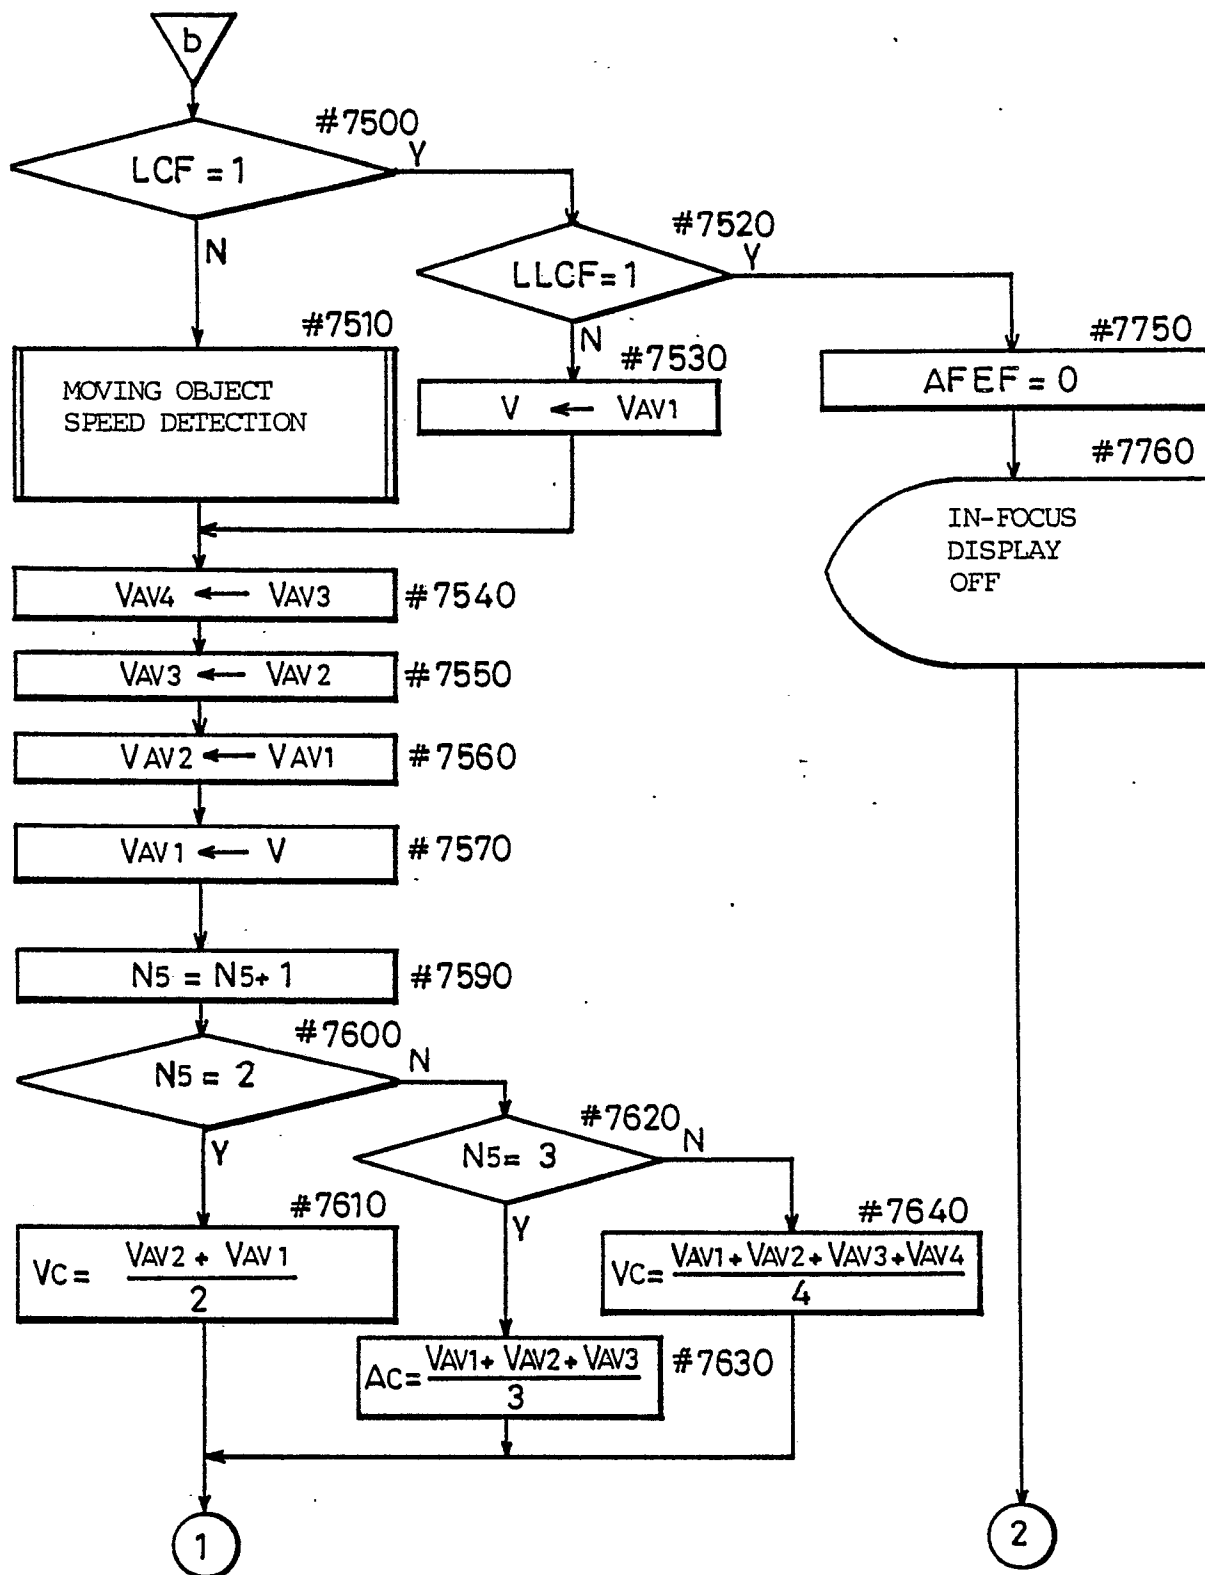 b
#7500
LCF = 1
Y
N
#7520
LLCF = 1
Y
N
#7510
MOVING OBJECT
SPEED DETECTION
#7530
V ← VAV1
#7750
AFEF = 0
#7760
IN-FOCUS
DISPLAY
OFF
VAV4 ← VAV3
#7540
VAV3 ← VAV2
#7550
VAV2 ← VAV1
#7560
VAV1 ← V
#7570
N5 = N5+ 1
#7590
#7600
N5 = 2
N
Y
#7620
N5 = 3
N
Y
#7610
VC = VAV2 + VAV1 / 2
#7640
VC = VAV1 + VAV2 + VAV3 + VAV4 / 4
#7630
AC = VAV1 + VAV2 + VAV3 / 3
1
2